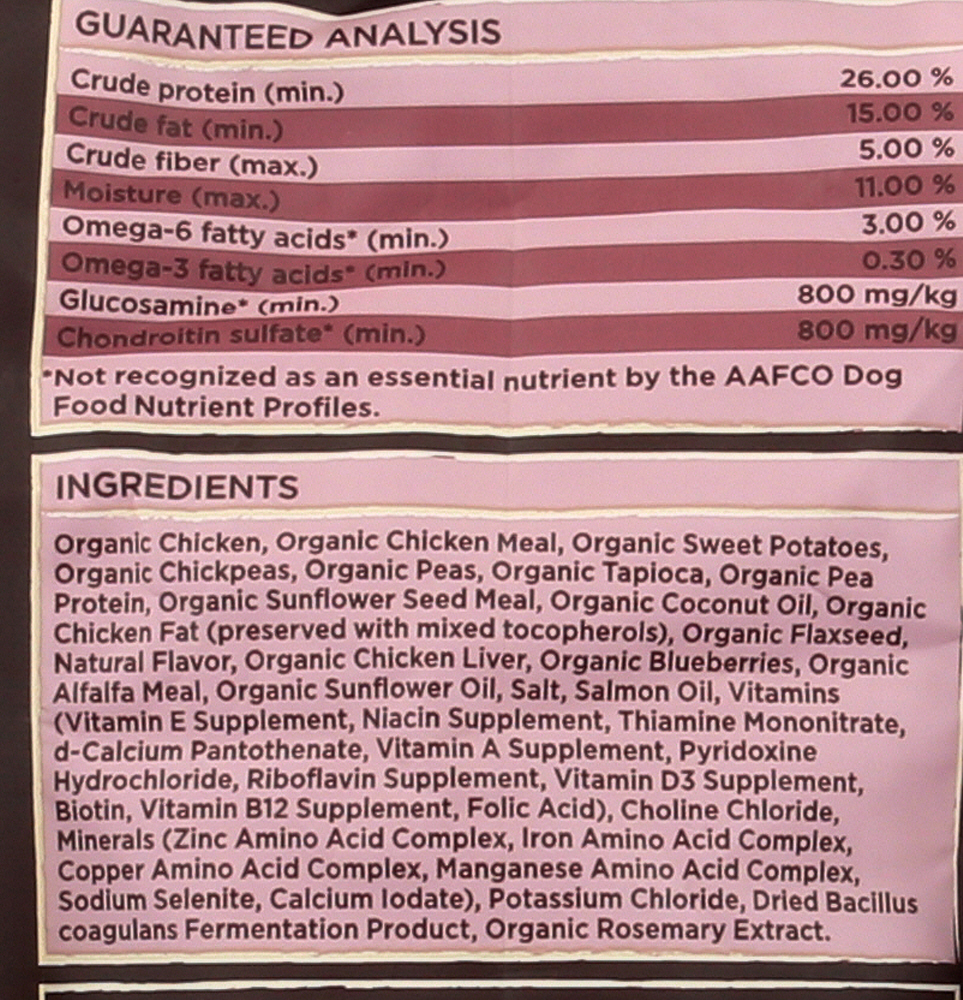 GUARANTEED ANALYSIS
Crude protein (min.) 26.00 %
Crude fat (min.) 15.00 %
Crude fiber (max.) 5.00 %
Moisture (max.) 11.00 %
Omega-6 fatty acids* (min.) 3.00 %
Omega-3 fatty acids* (min.) 0.30 %
Glucosamine* (min.) 800 mg/kg
Chondroitin sulfate* (min.) 800 mg/kg
*Not recognized as an essential nutrient by the AAFCO Dog
Food Nutrient Profiles.
INGREDIENTS
Organic Chicken, Organic Chicken Meal, Organic Sweet Potatoes,
Organic Chickpeas, Organic Peas, Organic Tapioca, Organic Pea
Protein, Organic Sunflower Seed Meal, Organic Coconut Oil, Organic
Chicken Fat (preserved with mixed tocopherols), Organic Flaxseed,
Natural Flavor, Organic Chicken Liver, Organic Blueberries, Organic
Alfalfa Meal, Organic Sunflower Oil, Salt, Salmon Oil, Vitamins
(Vitamin E Supplement, Niacin Supplement, Thiamine Mononitrate,
d-Calcium Pantothenate, Vitamin A Supplement, Pyridoxine
Hydrochloride, Riboflavin Supplement, Vitamin D3 Supplement,
Biotin, Vitamin B12 Supplement, Folic Acid), Choline Chloride,
Minerals (Zinc Amino Acid Complex, Iron Amino Acid Complex,
Copper Amino Acid Complex, Manganese Amino Acid Complex,
Sodium Selenite, Calcium Iodate), Potassium Chloride, Dried Bacillus
coagulans Fermentation Product, Organic Rosemary Extract.